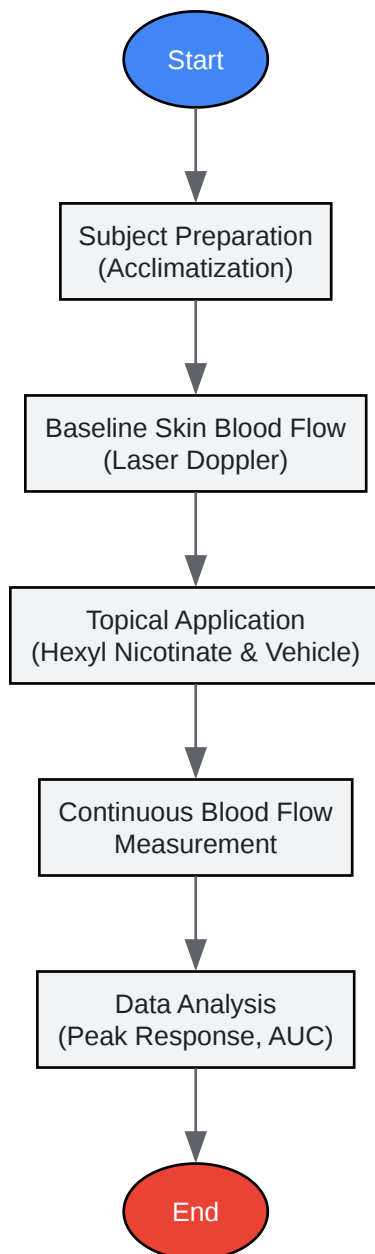 Start
Subject Preparation
(Acclimatization)
Baseline Skin Blood Flow
(Laser Doppler)
Topical Application
(Hexyl Nicotinate & Vehicle)
Continuous Blood Flow
Measurement
Data Analysis
(Peak Response, AUC)
End